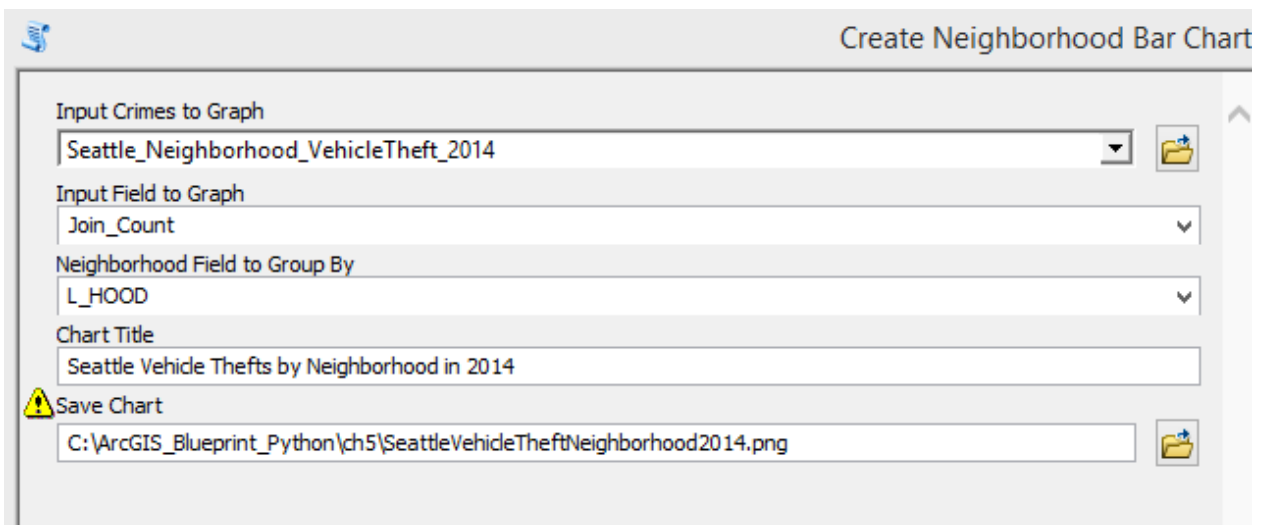 Create Neighborhood Bar Chart
Input Crimes to Graph
Seattle_Neighborhood_VehicleTheft_2014
Input Field to Graph
Join_Count
Neighborhood Field to Group By
L_HOOD
Chart Title
Seattle Vehicle Thefts by Neighborhood in 2014
Save Chart
C:\ArcGIS_Blueprint_Python\ch5\SeattleVehicleTheftNeighborhood2014.png